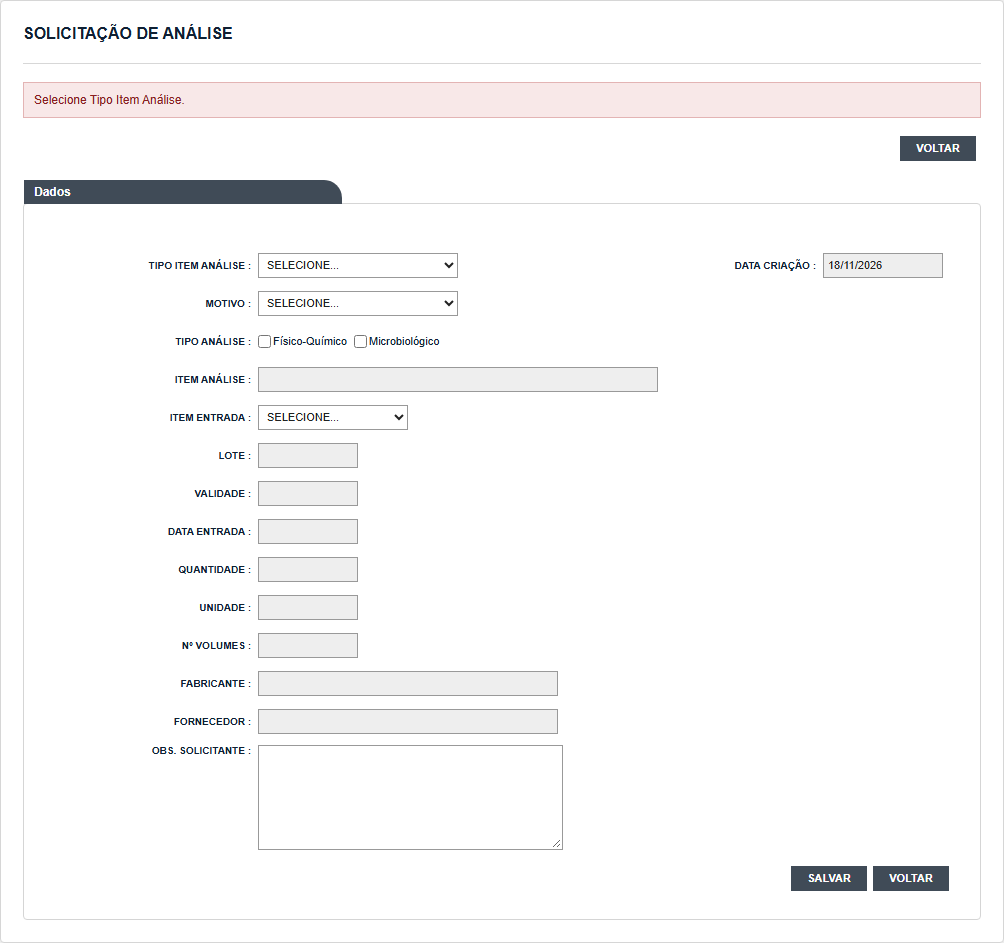 SOLICITAÇÃO DE ANÁLISE
Selecione Tipo Item Análise.
VOLTAR
Dados
TIPO ITEM ANÁLISE : SELECIONE... DATA CRIAÇÃO : 18/11/2026
MOTIVO : SELECIONE...
TIPO ANÁLISE : Físico-Químico Microbiológico
ITEM ANÁLISE :
ITEM ENTRADA : SELECIONE...
LOTE :
VALIDADE :
DATA ENTRADA :
QUANTIDADE :
UNIDADE :
Nº VOLUMES :
FABRICANTE :
FORNECEDOR :
OBS. SOLICITANTE :
SALVAR VOLTAR